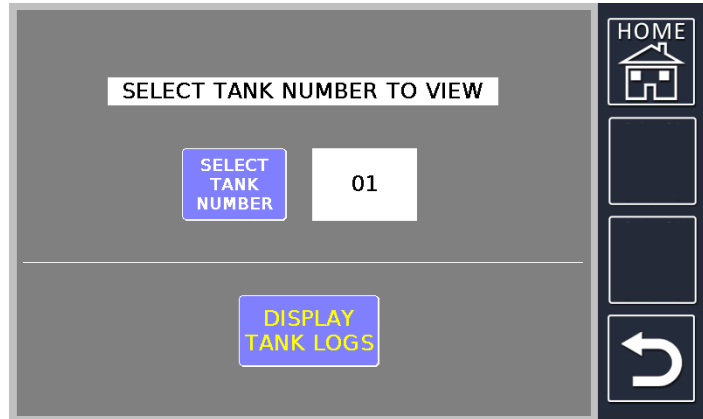 HOME
SELECT TANK NUMBER TO VIEW
SELECT
TANK
NUMBER
01
DISPLAY
TANK LOGS